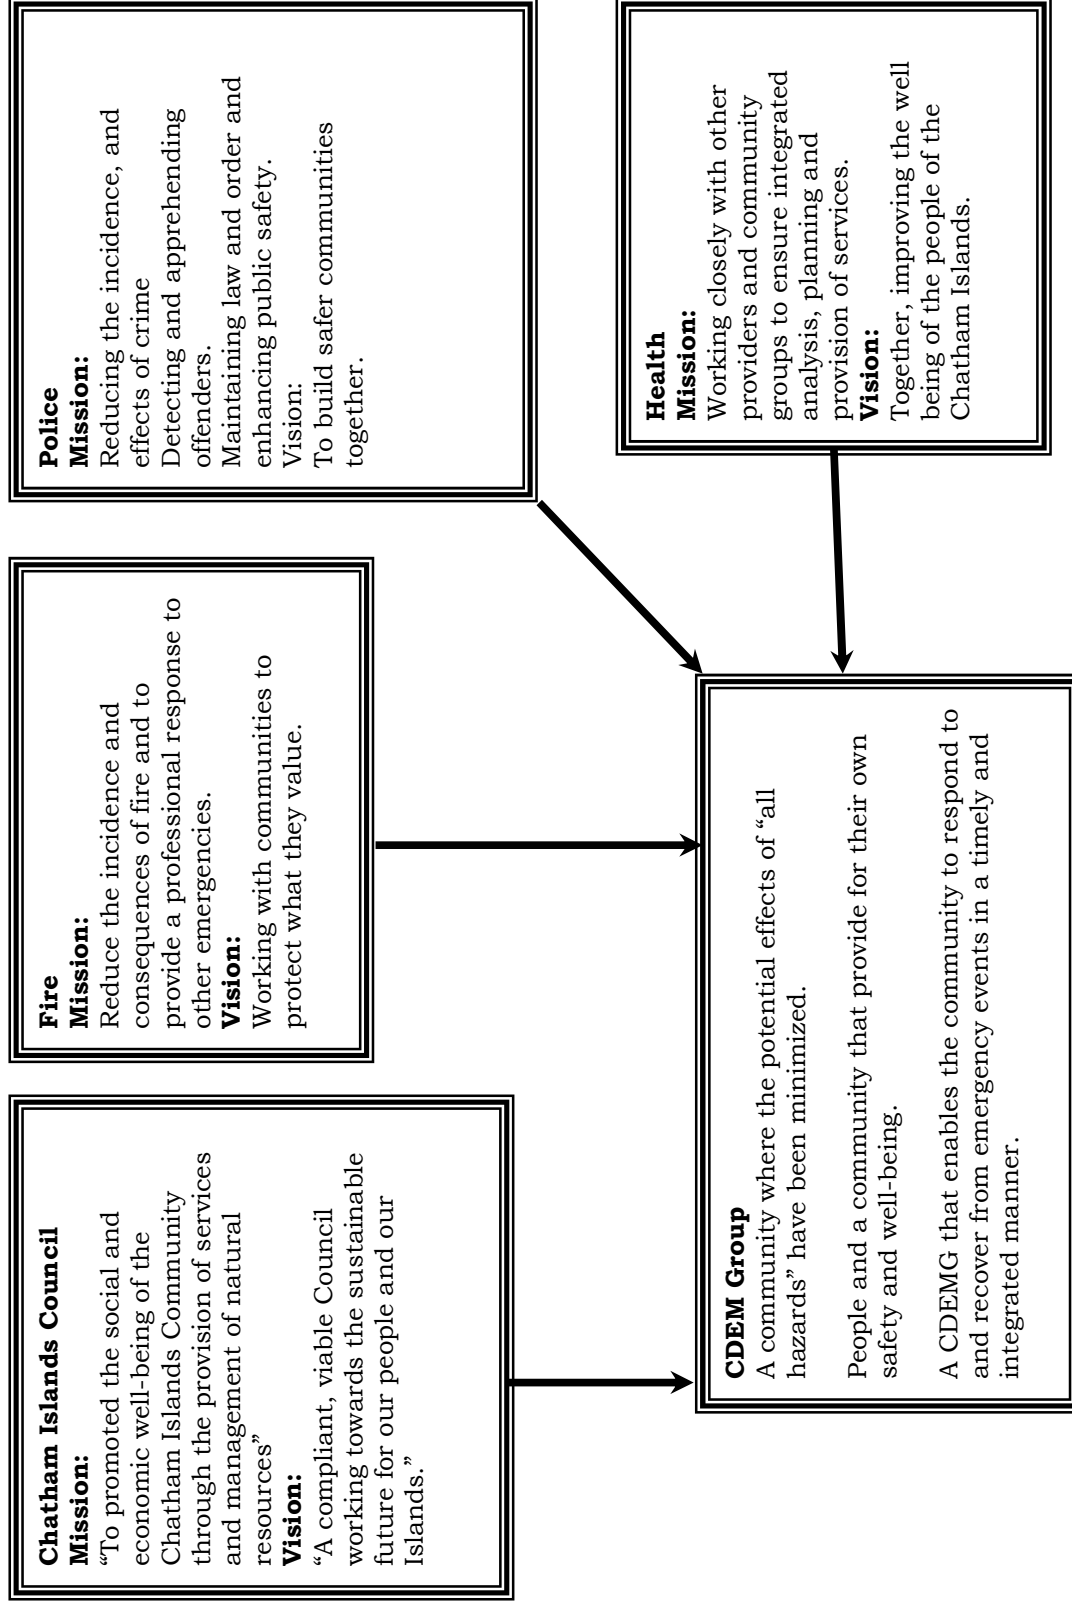 Chatham Islands Council
Mission:
“To promoted the social and
economic well-being of the
Chatham Islands Community
through the provision of services
and management of natural
resources”
Vision:
“A compliant, viable Council
working towards the sustainable
future for our people and our
Islands.”
Fire
Mission:
Reduce the incidence and
consequences of fire and to
provide a professional response to
other emergencies.
Vision:
Working with communities to
protect what they value.
Police
Mission:
Reducing the incidence, and
effects of crime
Detecting and apprehending
offenders.
Maintaining law and order and
enhancing public safety.
Vision:
To build safer communities
together.
CDEM Group
A community where the potential effects of “all
hazards” have been minimized.
People and a community that provide for their own
safety and well-being.
A CDEMG that enables the community to respond to
and recover from emergency events in a timely and
integrated manner.
Health
Mission:
Working closely with other
providers and community
groups to ensure integrated
analysis, planning and
provision of services.
Vision:
Together, improving the well
being of the people of the
Chatham Islands.